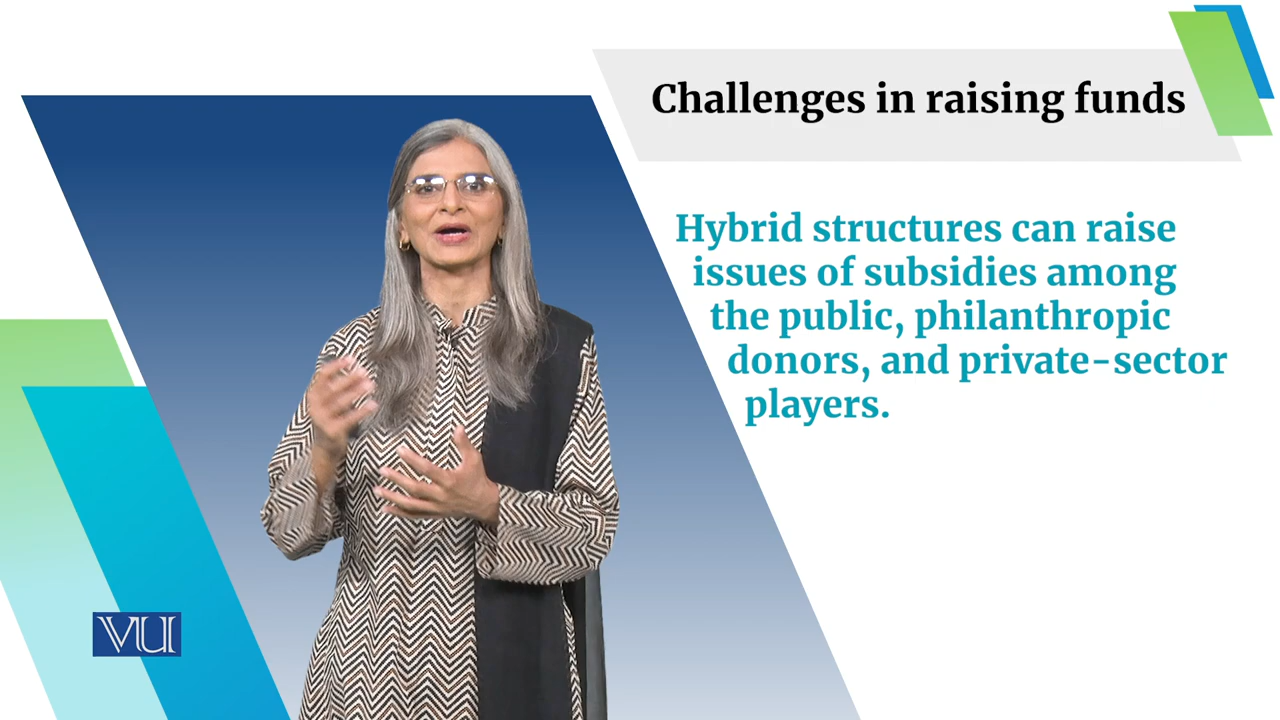 Challenges in raising funds
Hybrid structures can raise
issues of subsidies among
the public, philanthropic
donors, and private-sector
players.
VU